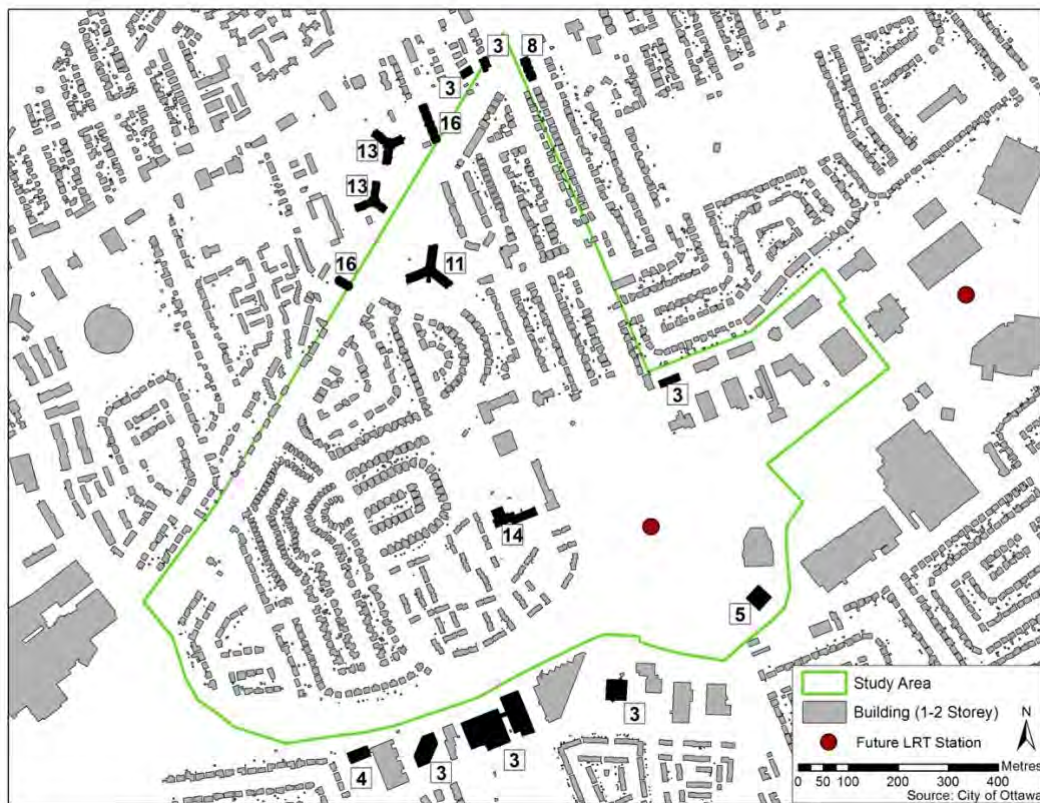 3
8
3
16
13
13
16
11
3
14
5
3
3
3
4
Study Area
Building (1-2 Storey)
N
Future LRT Station
Metres
0 50 100 200 300 400
Source: City of Ottawa